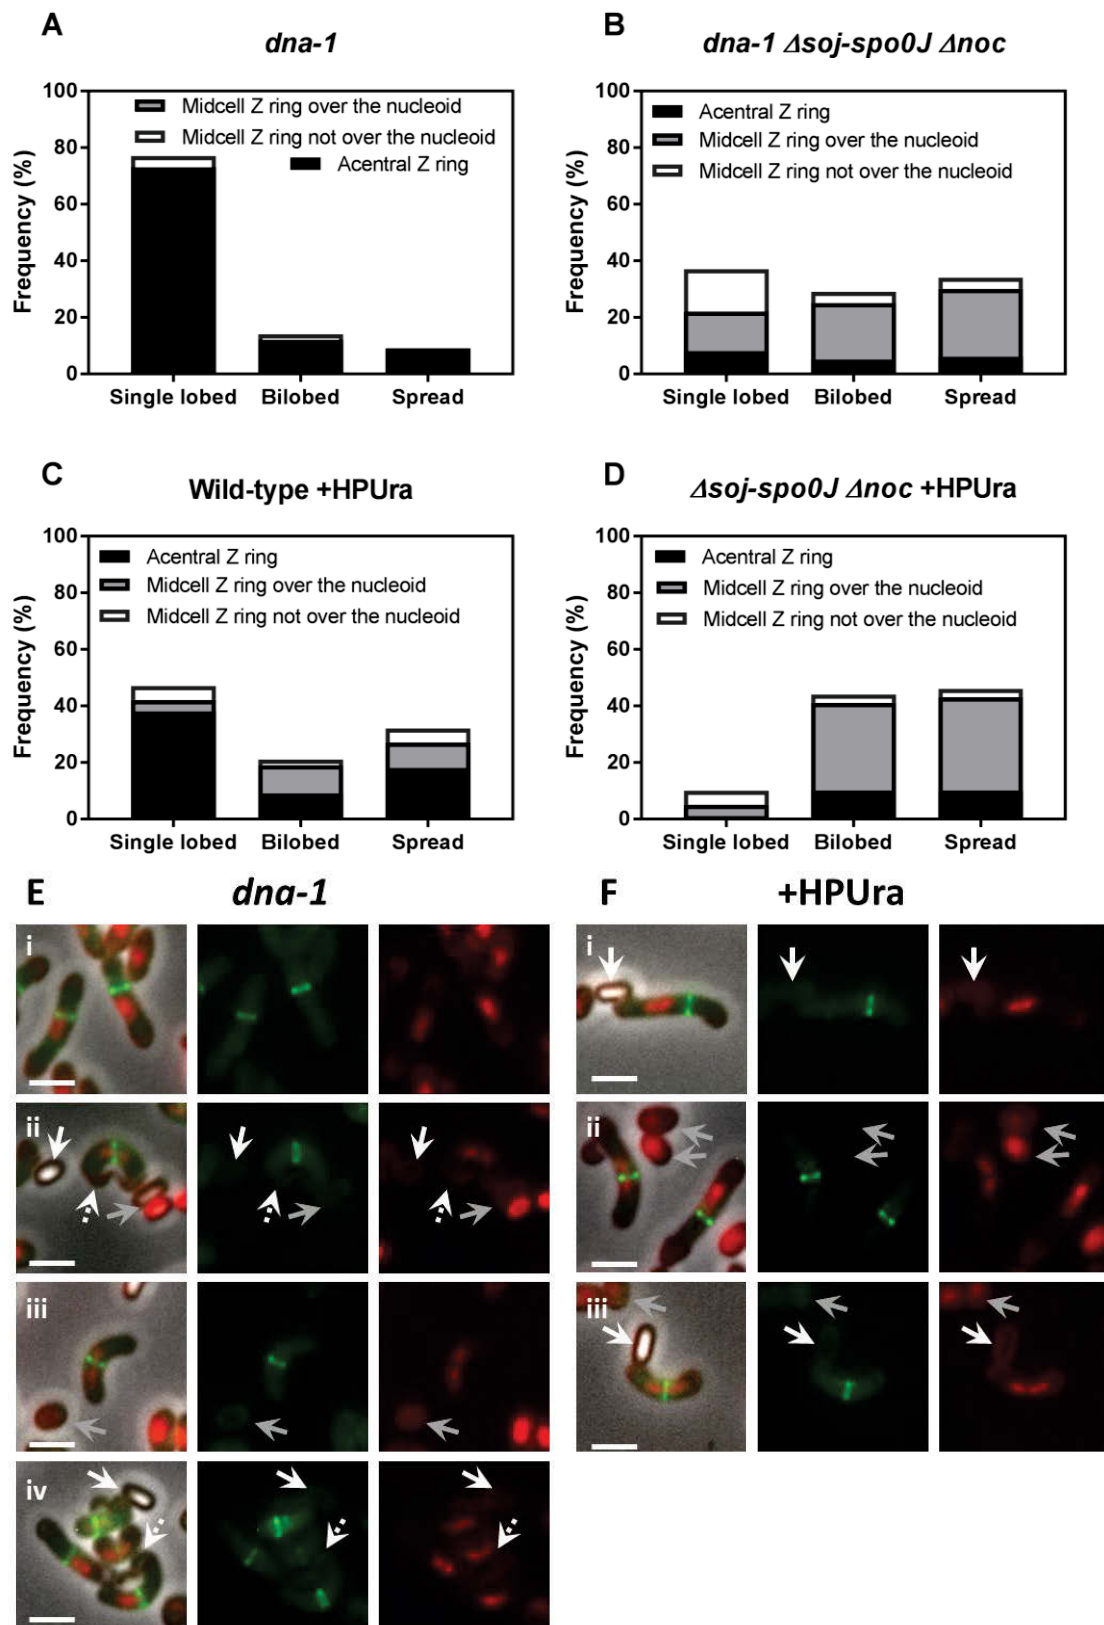 A
dna-1
Frequency (%)
100
80
60
40
20
0
Midcell Z ring over the nucleoid
Midcell Z ring not over the nucleoid
Acentral Z ring
Single lobed Bilobed Spread
B
dna-1 Δsoj-spo0J Δnoc
Frequency (%)
100
80
60
40
20
0
Acentral Z ring
Midcell Z ring over the nucleoid
Midcell Z ring not over the nucleoid
Single lobed Bilobed Spread
C
Wild-type +HPUra
Frequency (%)
100
80
60
40
20
0
Acentral Z ring
Midcell Z ring over the nucleoid
Midcell Z ring not over the nucleoid
Single lobed Bilobed Spread
D
Δsoj-spo0J Δnoc +HPUra
Frequency (%)
100
80
60
40
20
0
Acentral Z ring
Midcell Z ring over the nucleoid
Midcell Z ring not over the nucleoid
Single lobed Bilobed Spread
E
dna-1
i
ii
iii
iv
F
+HPUra
i
ii
iii